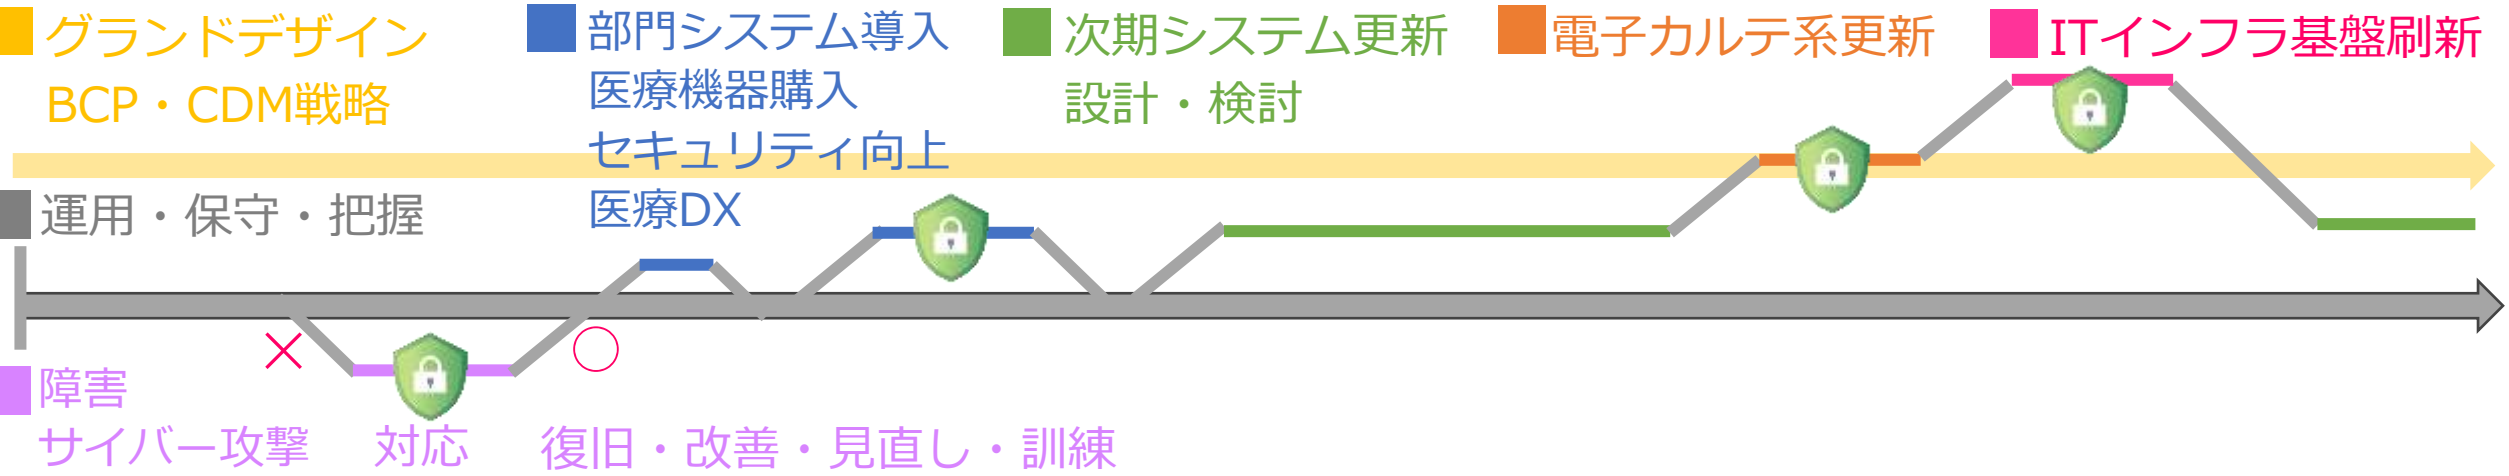 グランドデザイン
BCP・CDM戦略
部門システム導入
医療機器購入
セキュリティ向上
医療DX
次期システム更新
設計・検討
電子カルテ系更新
ITインフラ基盤刷新
運用・保守・把握
障害
サイバー攻撃 対応 復旧・改善・見直し・訓練